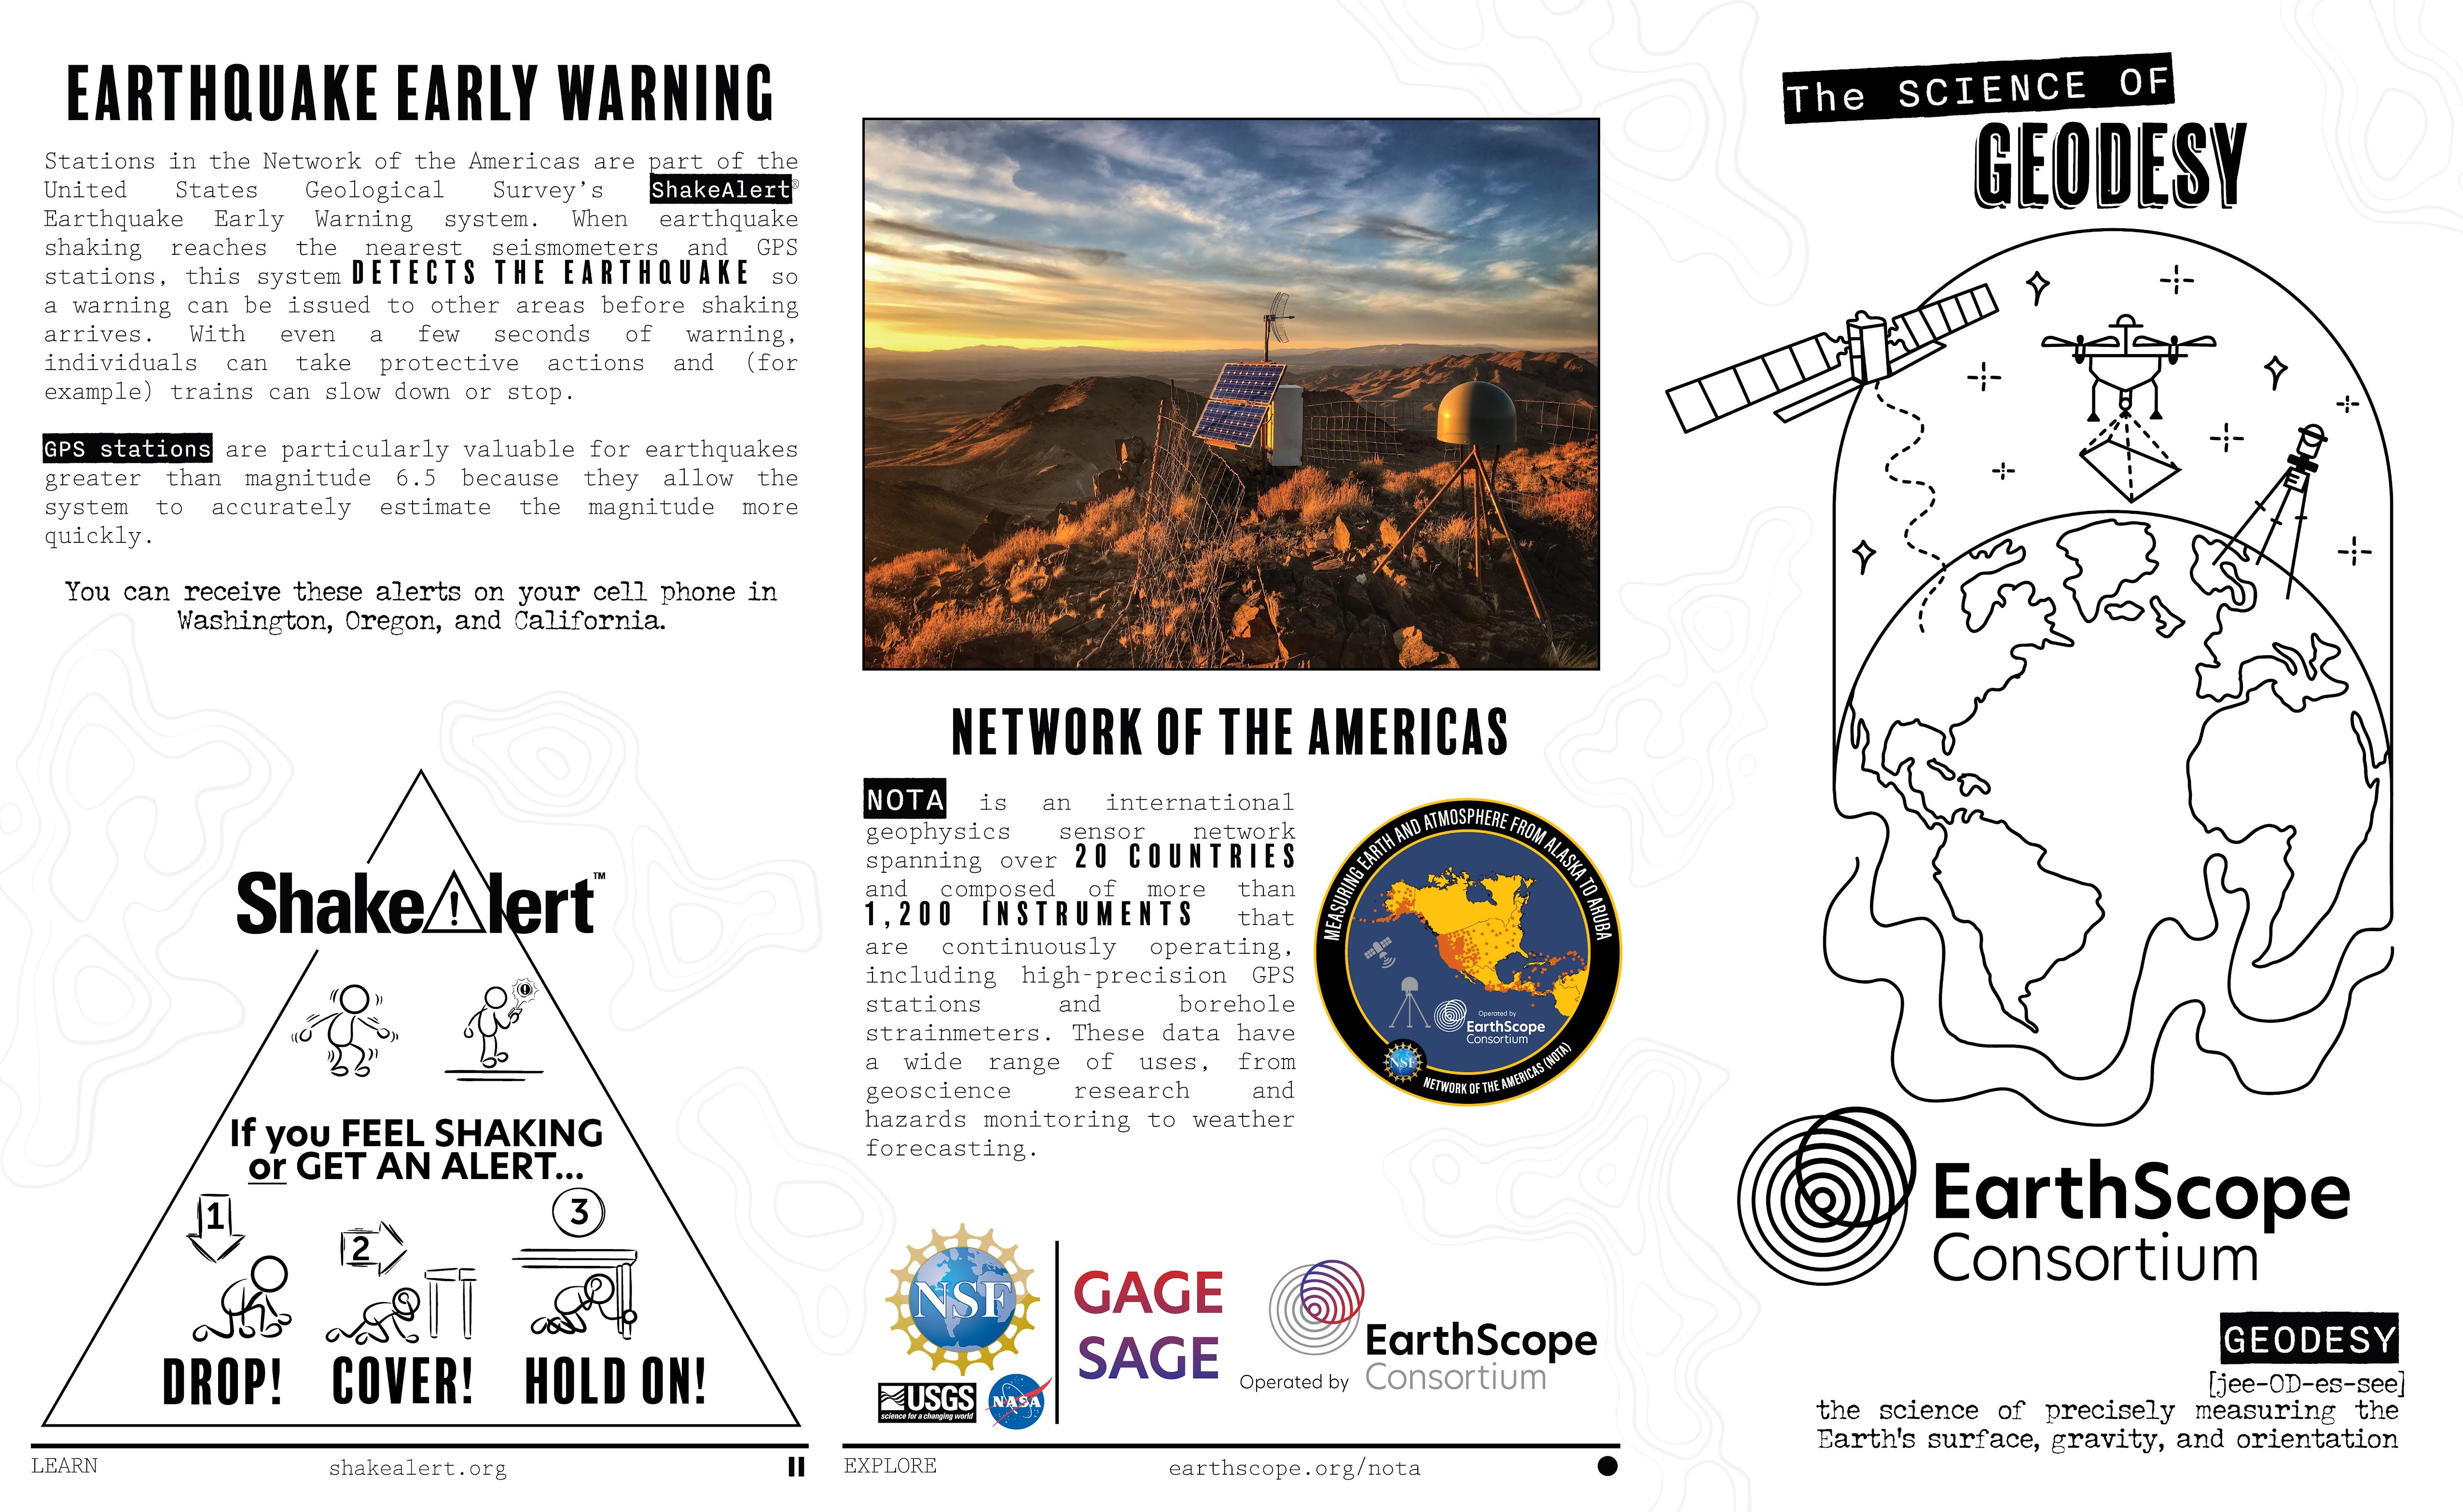 EARTHQUAKE EARLY WARNING
Stations in the Network of the Americas are part of the
United States Geological Survey's ShakeAlert®
Earthquake Early Warning system. When earthquake
shaking reaches the nearest seismometers and GPS
stations, this system DETECTS THE EARTHQUAKE so
a warning can be issued to other areas before shaking
arrives. With even a few seconds of warning,
individuals can take protective actions and (for
example) trains can slow down or stop.
GPS stations are particularly valuable for earthquakes
greater than magnitude 6.5 because they allow the
system to accurately estimate the magnitude more
quickly.
You can receive these alerts on your cell phone in
Washington, Oregon, and California.
ShakeAlert™
If you FEEL SHAKING
or GET AN ALERT...
1
2
3
DROP! COVER! HOLD ON!
LEARN shakealert.org
NETWORK OF THE AMERICAS
NOTA is an international
geophysics sensor network
spanning over 20 COUNTRIES
and composed of more than
1,200 INSTRUMENTS that
are continuously operating,
including high-precision GPS
stations and borehole
strainmeters. These data have
a wide range of uses, from
geoscience research and
hazards monitoring to weather
forecasting.
MEASURING EARTH AND ATMOSPHERE FROM ALASKA TO ARUBA
Operated by
EarthScope
Consortium
NSF
NETWORK OF THE AMERICAS (NOTA)
NSF
USGS
science for a changing world
NASA
GAGE
SAGE
Operated by EarthScope
Consortium
EXPLORE earthscope.org/nota
The SCIENCE OF
GEODESY
EarthScope
Consortium
GEODESY
[jee-OD-es-see]
the science of precisely measuring the
Earth's surface, gravity, and orientation